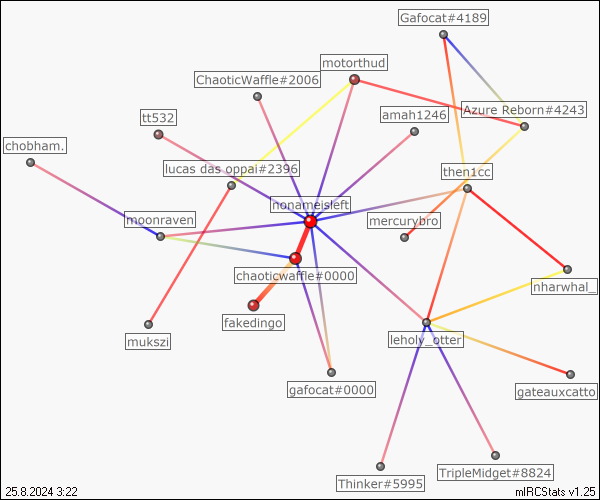 Gafocat#4189
motorthud
ChaoticWaffle#2006
Azure Reborn#4243
amah1246
tt532
chobham.
lucas das oppai#2396
then1cc
nonameisleft
moonraven
mercurybro
chaoticwaffle#0000
nharwhal_
fakedingo
mukszi
leholy_otter
gafocat#0000
gateauxcatto
TripleMidget#8824
Thinker#5995
25.8.2024 3:22
mIRCStats v1.25